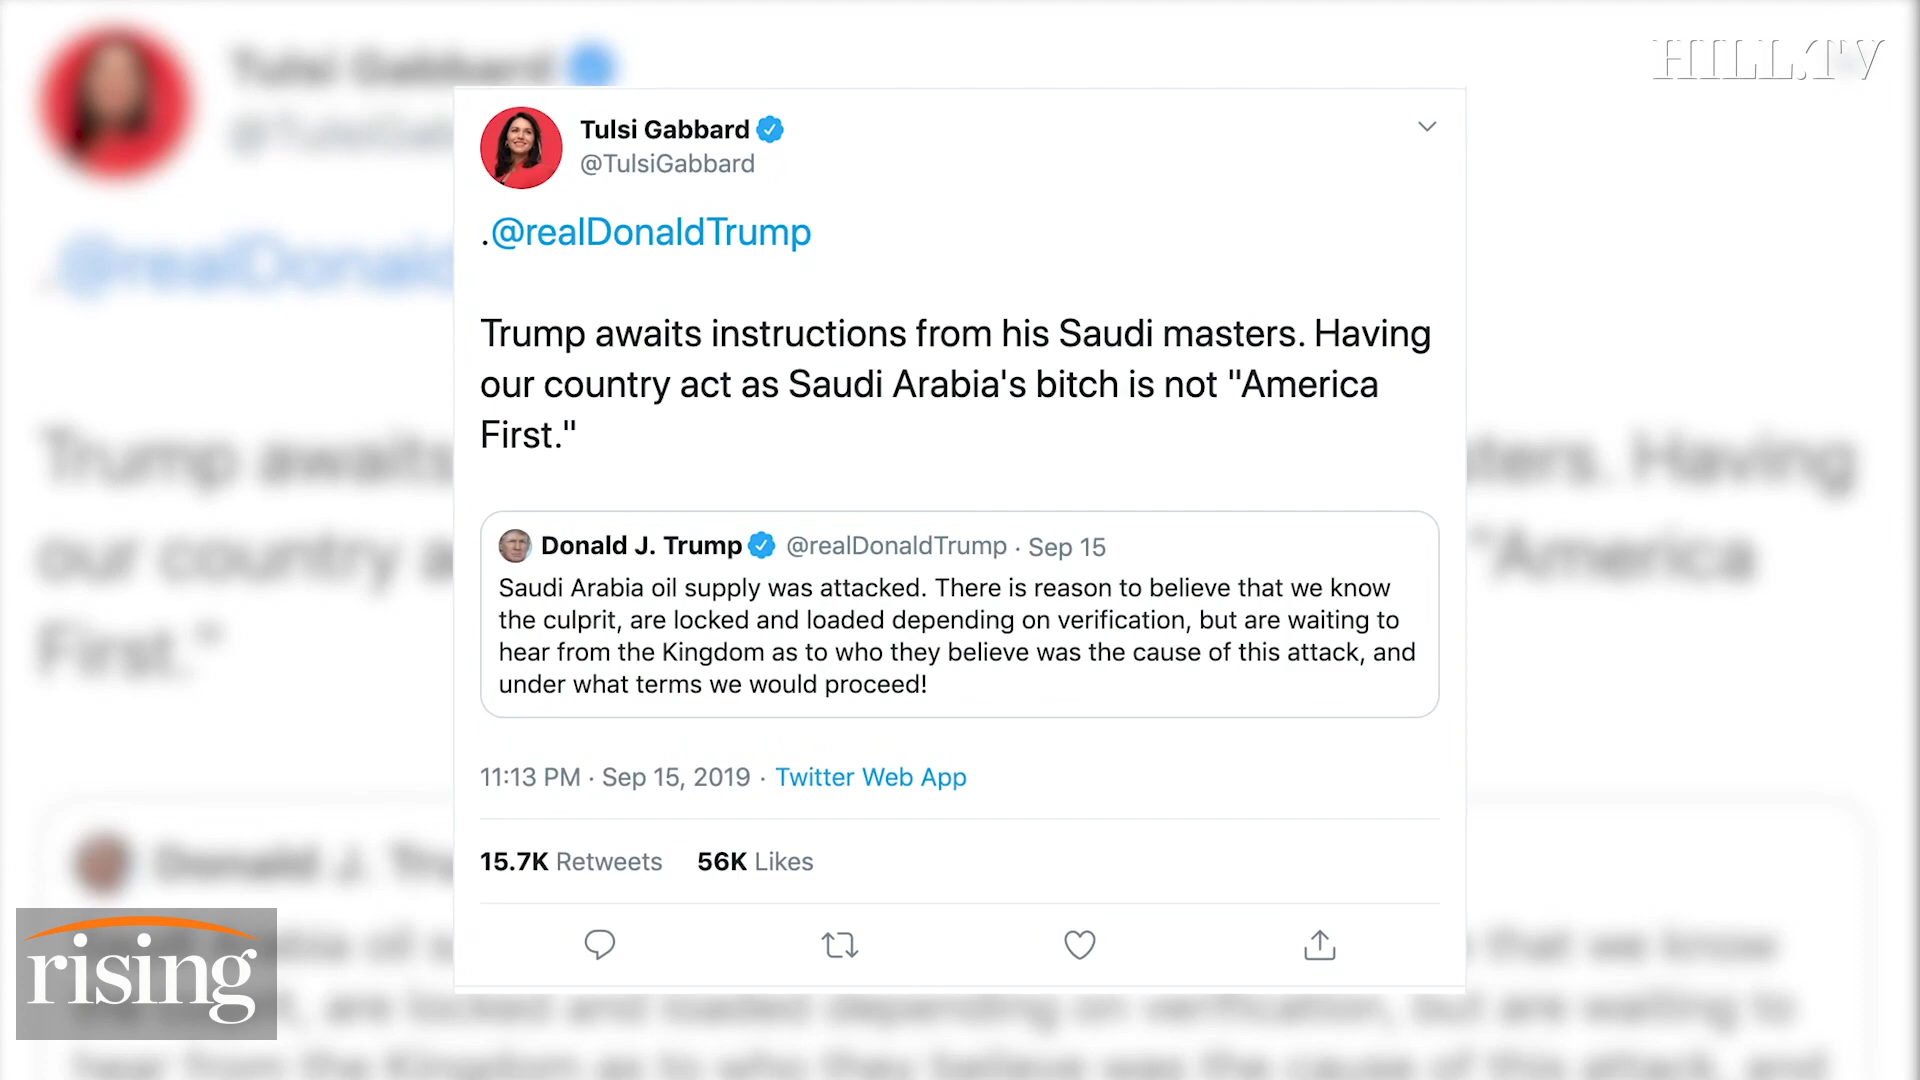 HILL.TV
Tulsi Gabbard
@TulsiGabbard
.@realDonaldTrump
Trump awaits instructions from his Saudi masters. Having
our country act as Saudi Arabia's bitch is not "America
First."
Donald J. Trump @realDonaldTrump · Sep 15
Saudi Arabia oil supply was attacked. There is reason to believe that we know
the culprit, are locked and loaded depending on verification, but are waiting to
hear from the Kingdom as to who they believe was the cause of this attack, and
under what terms we would proceed!
11:13 PM · Sep 15, 2019 · Twitter Web App
15.7K Retweets 56K Likes
rising